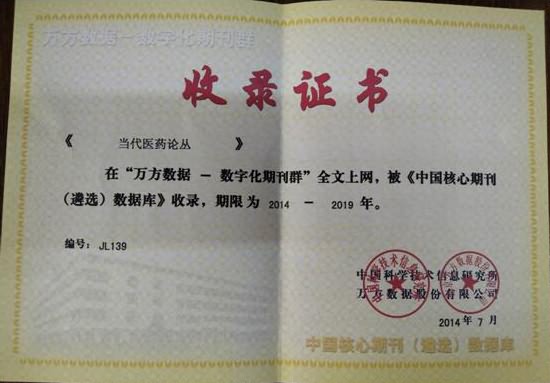 万方数据－数字化期刊群
收录证书
《 当代医药论丛 》
在“万方数据 － 数字化期刊群”全文上网，被《中国核心期刊
（遴选）数据库》收录，期限为 2014 － 2019 年。
编号：JL139
中国科学技术信息研究所
万方数据股份有限公司
2014 年 7 月
中国核心期刊（遴选）数据库